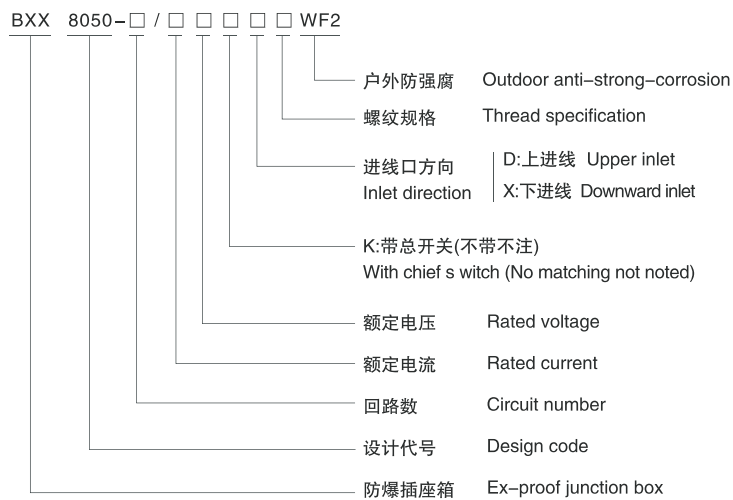 BXX 8050-□/□□□□□WF2
户外防强腐 Outdoor anti-strong-corrosion
螺纹规格 Thread specification
进线口方向 D:上进线 Upper inlet
Inlet direction X:下进线 Downward inlet
K:带总开关(不带不注)
With chief s witch (No matching not noted)
额定电压 Rated voltage
额定电流 Rated current
回路数 Circuit number
设计代号 Design code
防爆插座箱 Ex-proof junction box